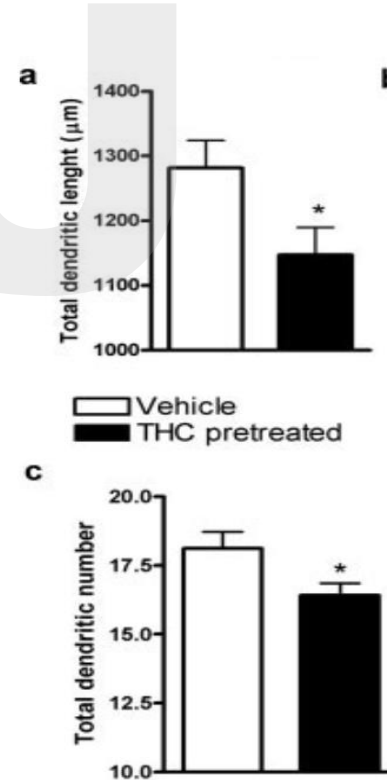 a
b
Total dendritic lenght (μm)
1400
1300
1200
1100
1000
*
Vehicle
THC pretreated
c
Total dendritic number
20.0
17.5
15.0
12.5
10.0
*